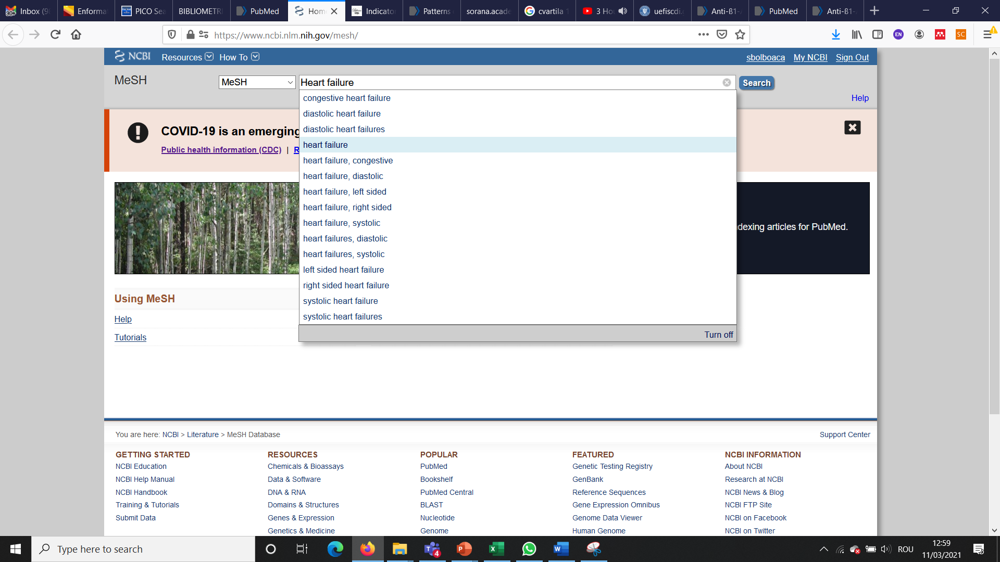 Inbox (9
Enforma
PICO Sea
BIBLIOMETRI
PubMed
Hom
Indicator
Patterns
sorana.acade
cvartila 1
3 Hou
uefiscdi.
Anti-ß1-
PubMed
Anti-ß1-
https://www.ncbi.nlm.nih.gov/mesh/
EN
SC
NCBI
Resources
How To
sbolboaca
My NCBI
Sign Out
MeSH
MeSH
Heart failure
Search
Help
congestive heart failure
diastolic heart failure
diastolic heart failures
heart failure
heart failure, congestive
heart failure, diastolic
heart failure, left sided
heart failure, right sided
heart failure, systolic
heart failures, diastolic
heart failures, systolic
left sided heart failure
right sided heart failure
systolic heart failure
systolic heart failures
Turn off
COVID-19 is an emerging
Public health information (CDC) | R
dexing articles for PubMed.
Using MeSH
Help
Tutorials
You are here: NCBI > Literature > MeSH Database
Support Center
GETTING STARTED
NCBI Education
NCBI Help Manual
NCBI Handbook
Training & Tutorials
Submit Data
RESOURCES
Chemicals & Bioassays
Data & Software
DNA & RNA
Domains & Structures
Genes & Expression
Genetics & Medicine
POPULAR
PubMed
Bookshelf
PubMed Central
BLAST
Nucleotide
Genome
FEATURED
Genetic Testing Registry
GenBank
Reference Sequences
Gene Expression Omnibus
Genome Data Viewer
Human Genome
NCBI INFORMATION
About NCBI
Research at NCBI
NCBI News & Blog
NCBI FTP Site
NCBI on Facebook
NCBI on Twitter
Type here to search
4
ROU
12:59
11/03/2021